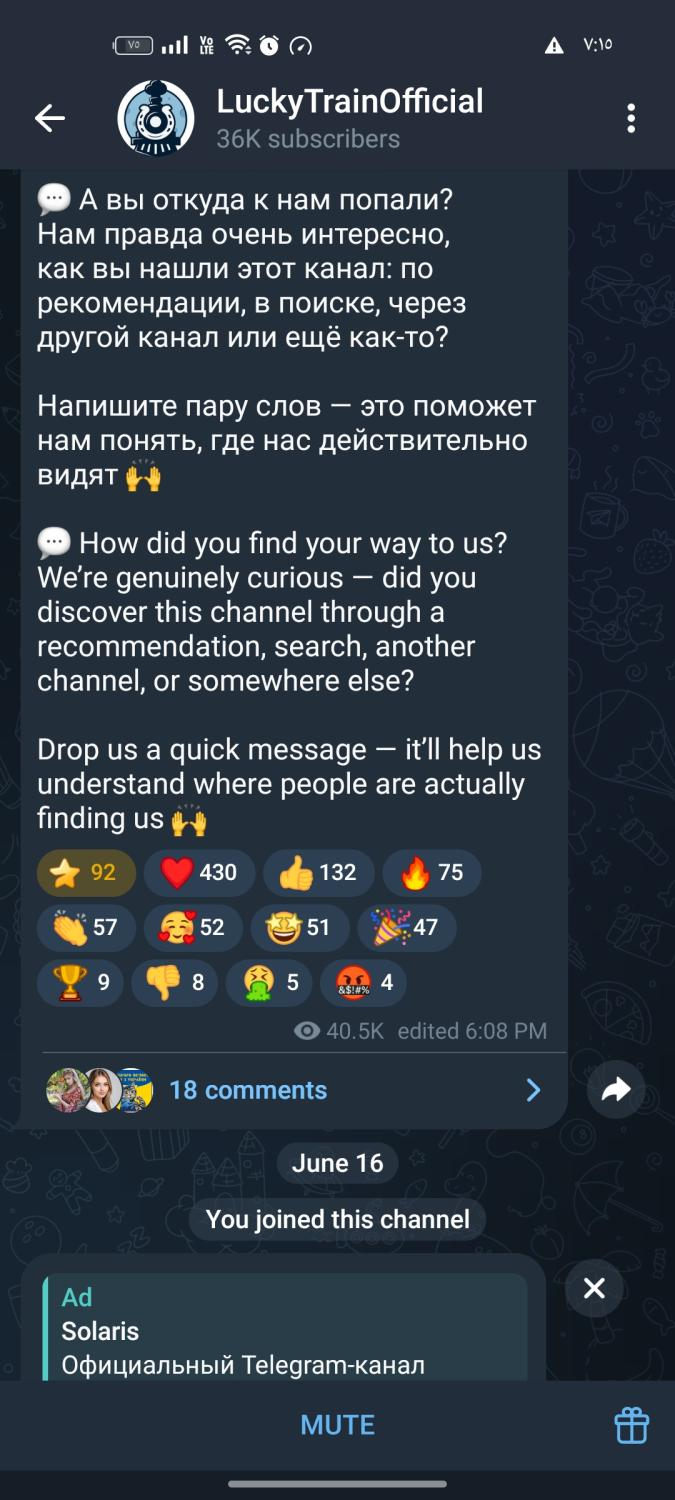 ٧٥
Vo
LTE
٧:١٥
LuckyTrainOfficial
36K subscribers
💬 А вы откуда к нам попали?
Нам правда очень интересно,
как вы нашли этот канал: по
рекомендации, в поиске, через
другой канал или ещё как-то?
Напишите пару слов — это поможет
нам понять, где нас действительно
видят 🙌
💬 How did you find your way to us?
We’re genuinely curious — did you
discover this channel through a
recommendation, search, another
channel, or somewhere else?
Drop us a quick message — it’ll help us
understand where people are actually
finding us 🙌
⭐ 92 ❤️ 430 👍 132 🔥 75
👏 57 🥰 52 🤩 51 🎉 47
🏆 9 👎 8 🤮 5 🤬 4
40.5K edited 6:08 PM
18 comments
June 16
You joined this channel
Ad
Solaris
Официальный Telegram-канал
MUTE